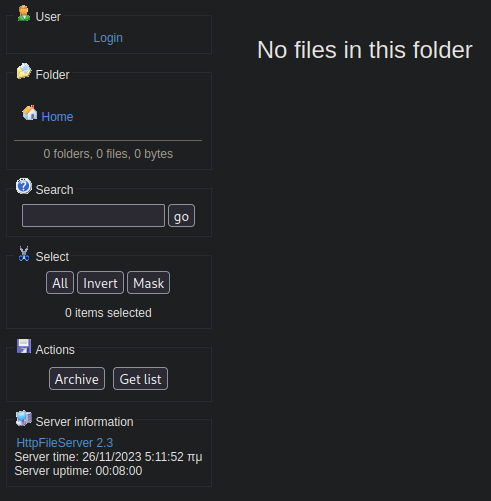 User
Login
No files in this folder
Folder
Home
0 folders, 0 files, 0 bytes
Search
go
Select
All Invert Mask
0 items selected
Actions
Archive Get list
Server information
HttpFileServer 2.3
Server time: 26/11/2023 5:11:52 πμ
Server uptime: 00:08:00